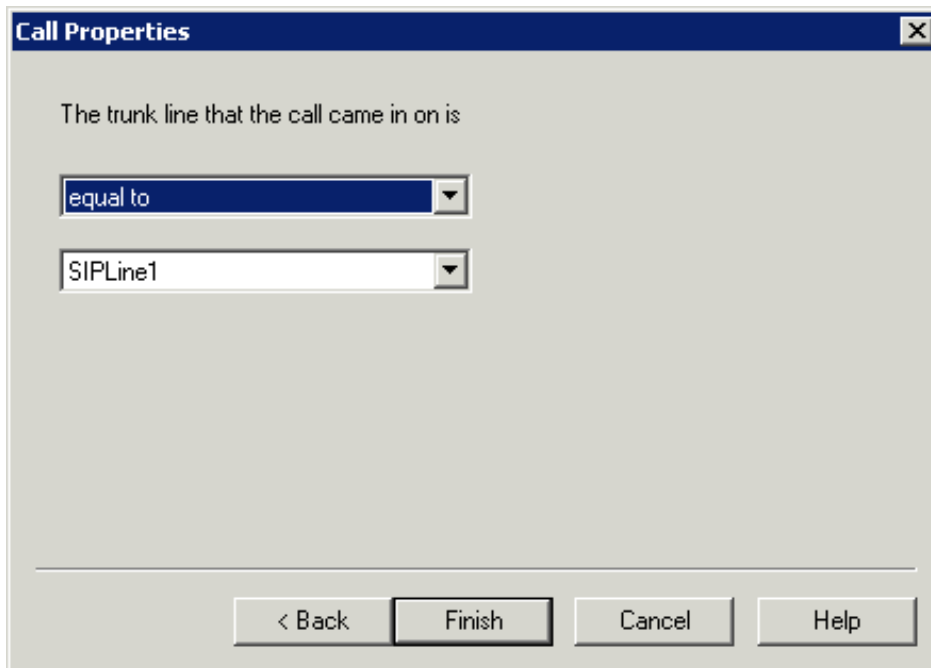 Call Properties
The trunk line that the call came in on is
equal to
SIPLine1
< Back Finish Cancel Help